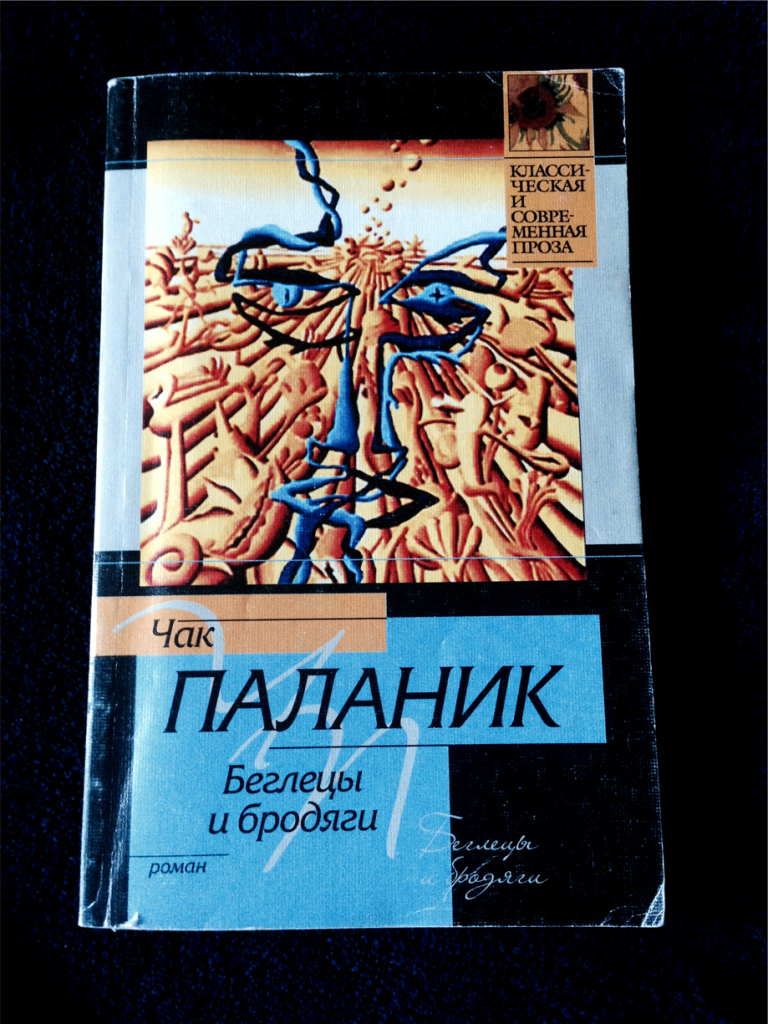 КЛАССИ-
ЧЕСКАЯ
И
СОВРЕ-
МЕННАЯ
ПРОЗА
Чак
ПАЛАНИК
Беглецы
и бродяги
роман
Беглецы
и бродяги